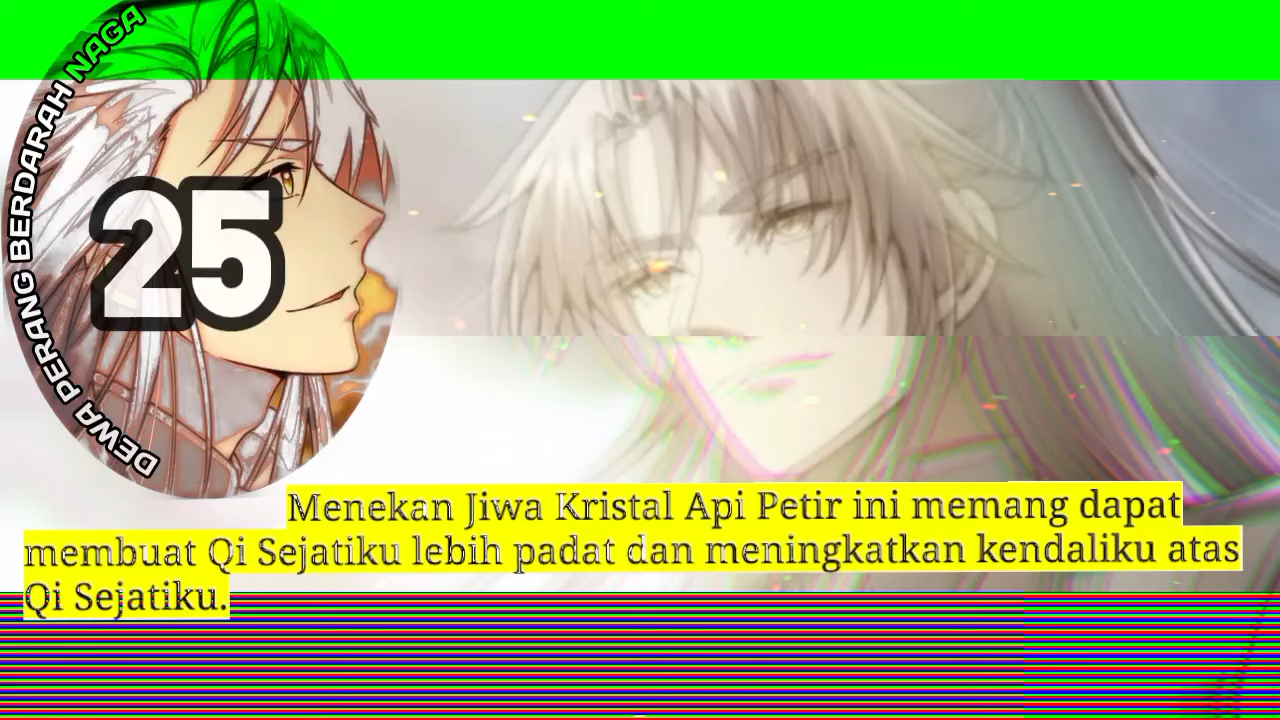 DEWA PERANG BERDARAH NAGA
25
Menekan Jiwa Kristal Api Petir ini memang dapat
membuat Qi Sejatiku lebih padat dan meningkatkan kendaliku atas
Qi Sejatiku.